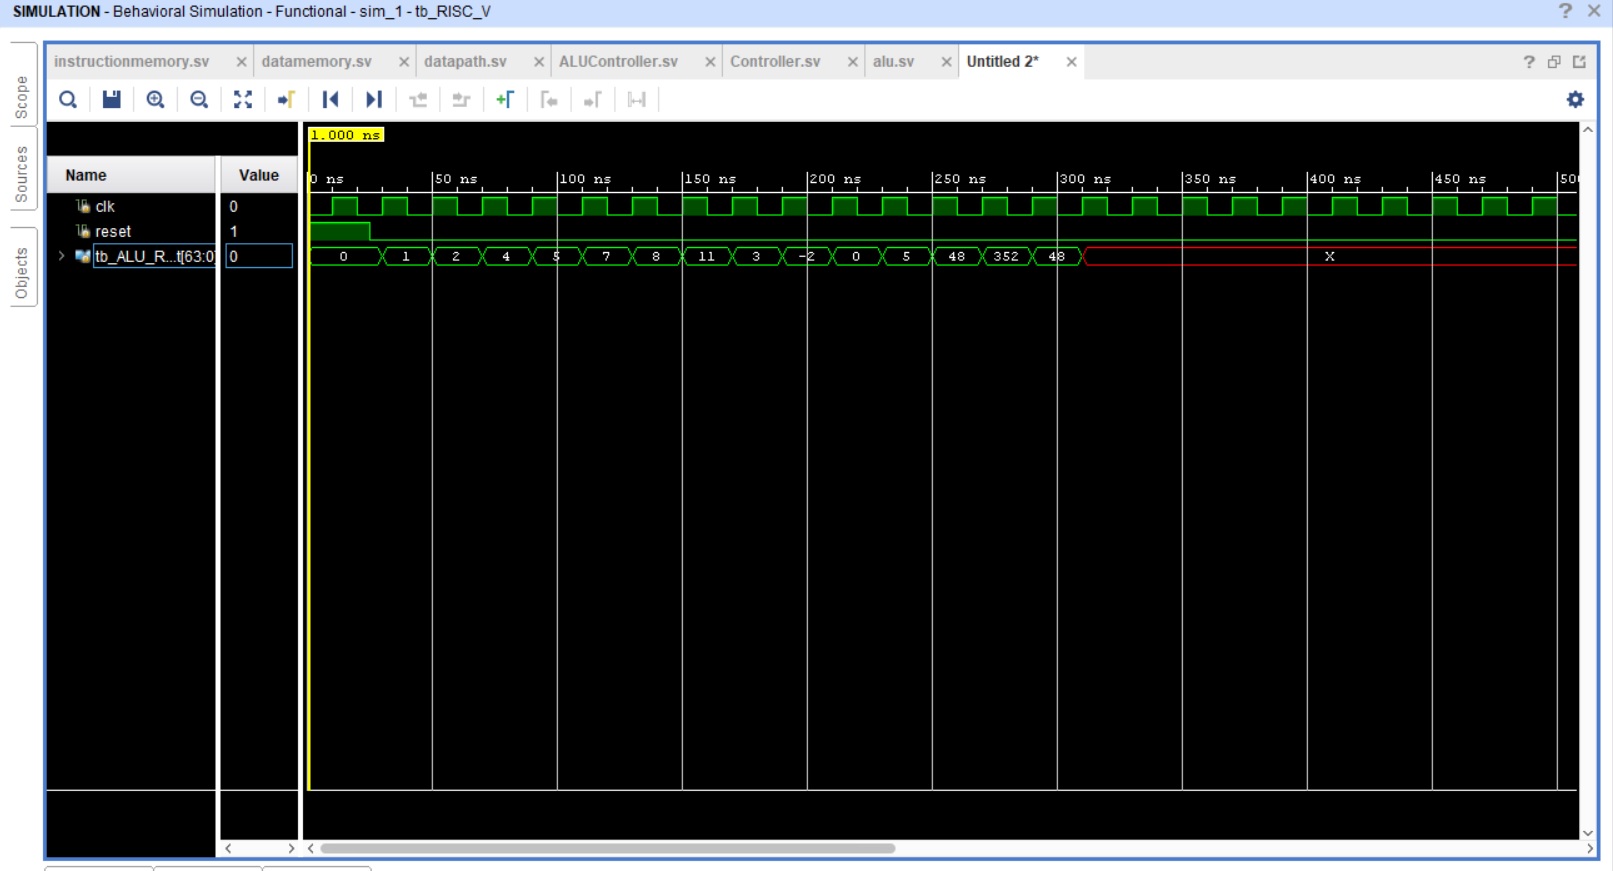 SIMULATION - Behavioral Simulation - Functional - sim_1 - tb_RISC_V
? ×
Scope
Sources
Objects
instructionmemory.sv × datamemory.sv × datapath.sv × ALUController.sv × Controller.sv × alu.sv × Untitled 2* ×
?
1.000 ns
Name Value
0 ns 50 ns 100 ns 150 ns 200 ns 250 ns 300 ns 350 ns 400 ns 450 ns 500
clk 0
reset 1
tb_ALU_R...t[63:0] 0 0 1 2 4 5 7 8 11 3 -2 0 5 48 352 48 X